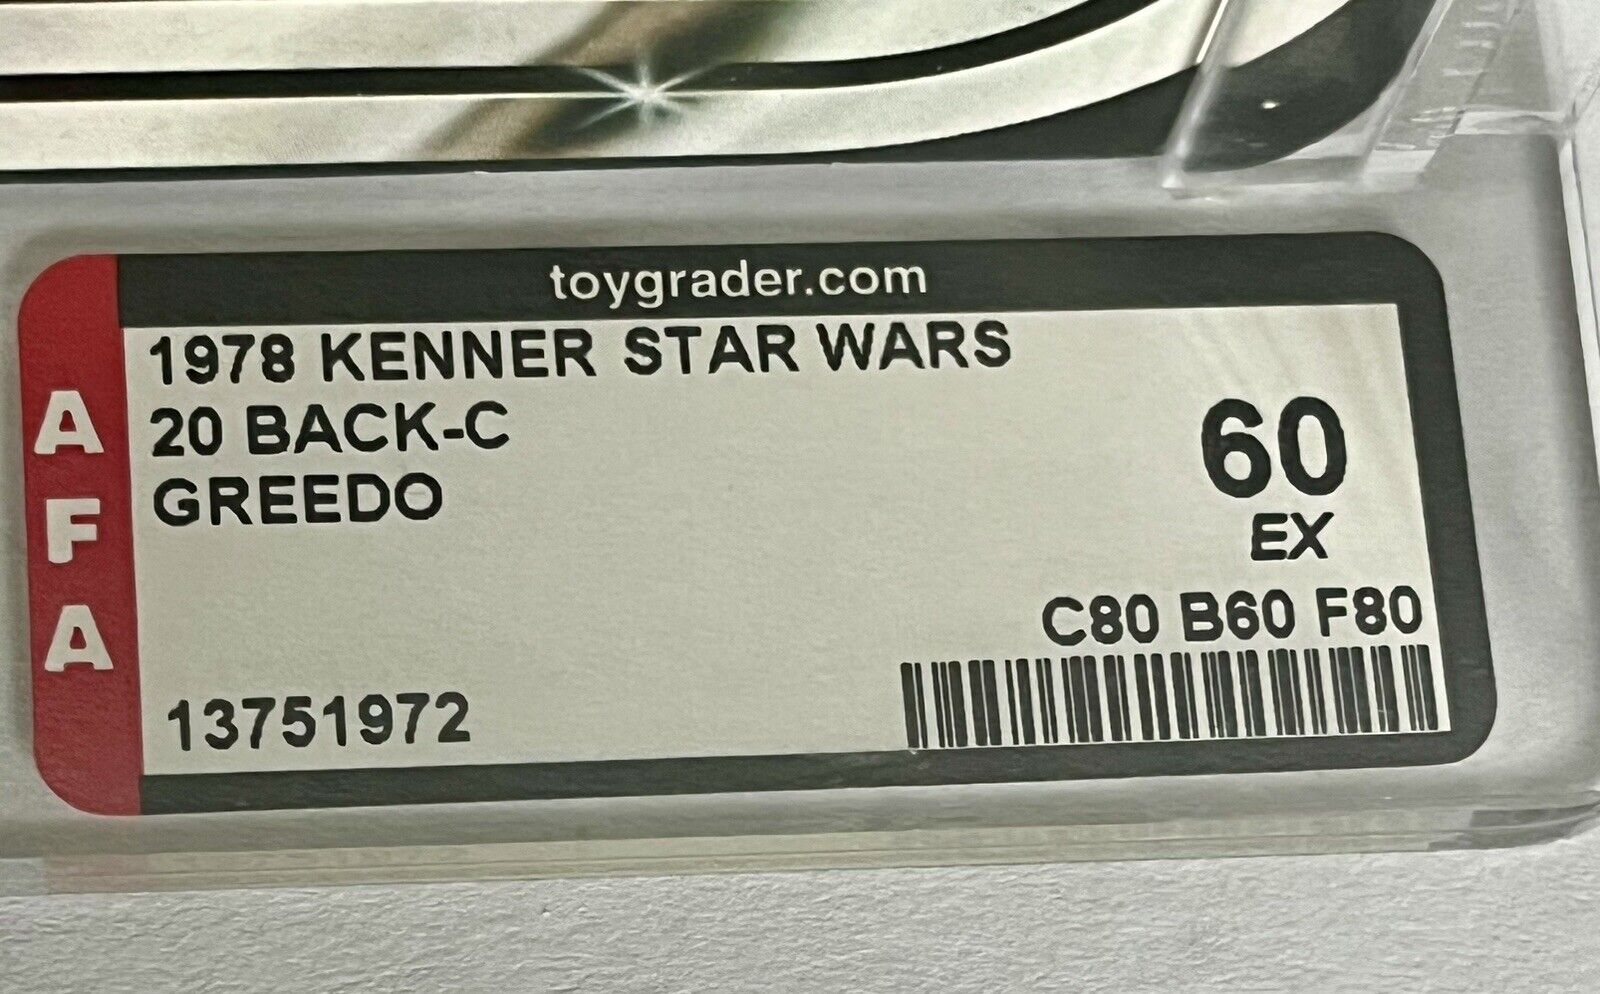 toygrader.com
AFA
1978 KENNER STAR WARS
20 BACK-C
GREEDO
60
EX
C80 B60 F80
13751972